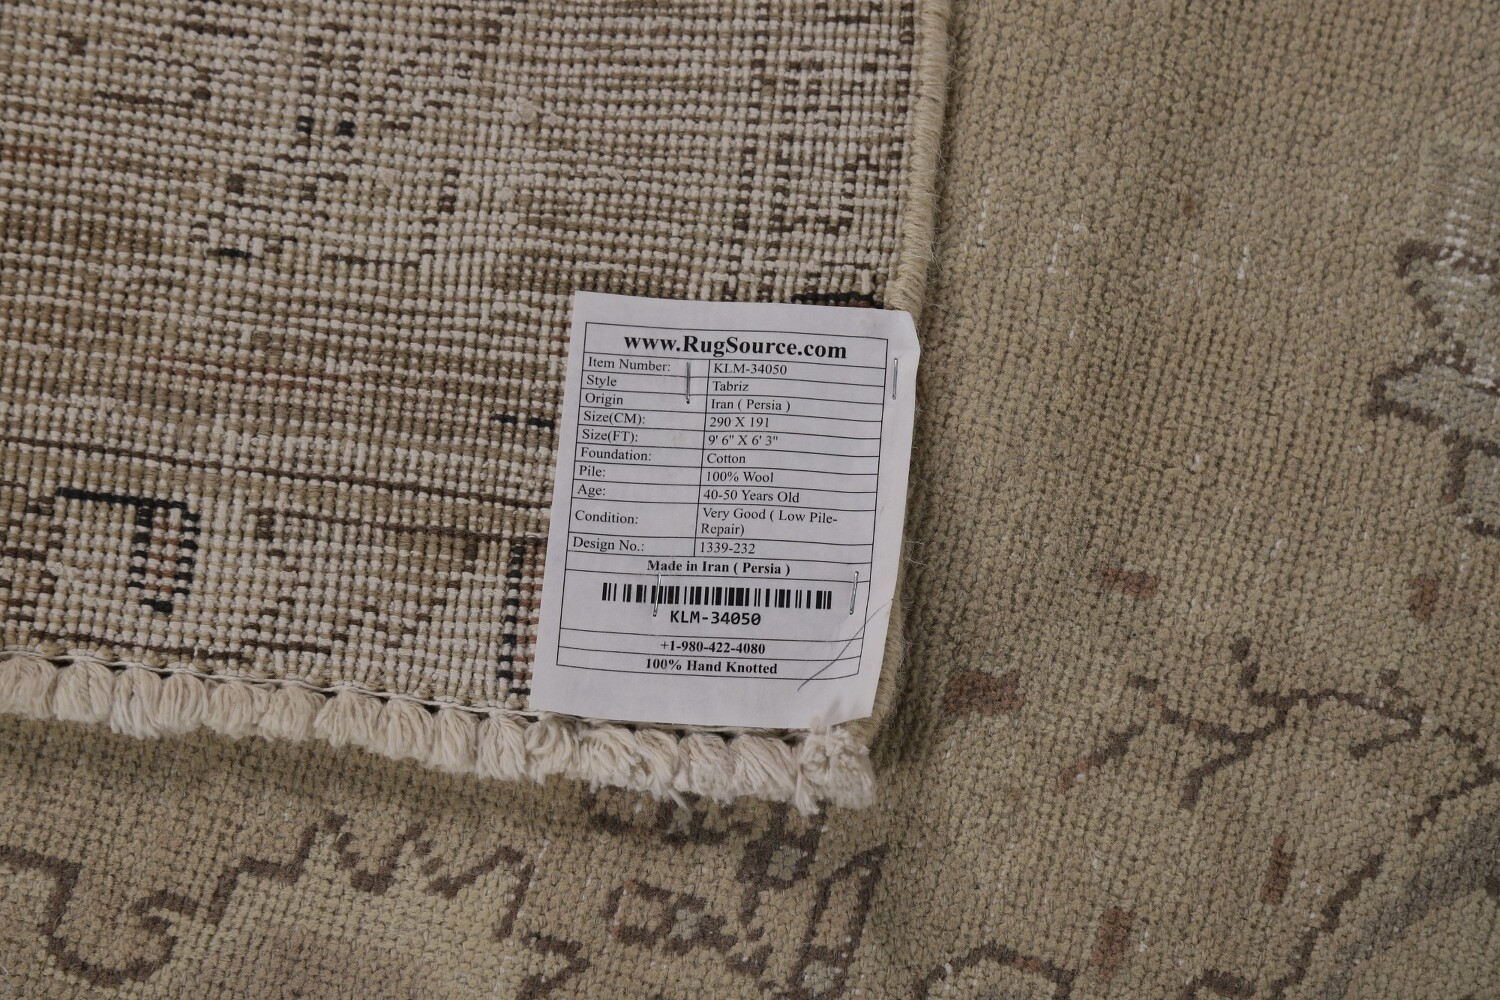 www.RugSource.com
Item Number: KLM-34050
Style Tabriz
Origin Iran ( Persia )
Size(CM): 290 X 191
Size(FT): 9' 6" X 6' 3"
Foundation: Cotton
Pile: 100% Wool
Age: 40-50 Years Old
Condition: Very Good ( Low Pile-
Repair)
Design No.: 1339-232
Made in Iran ( Persia )
KLM-34050
+1-980-422-4080
100% Hand Knotted